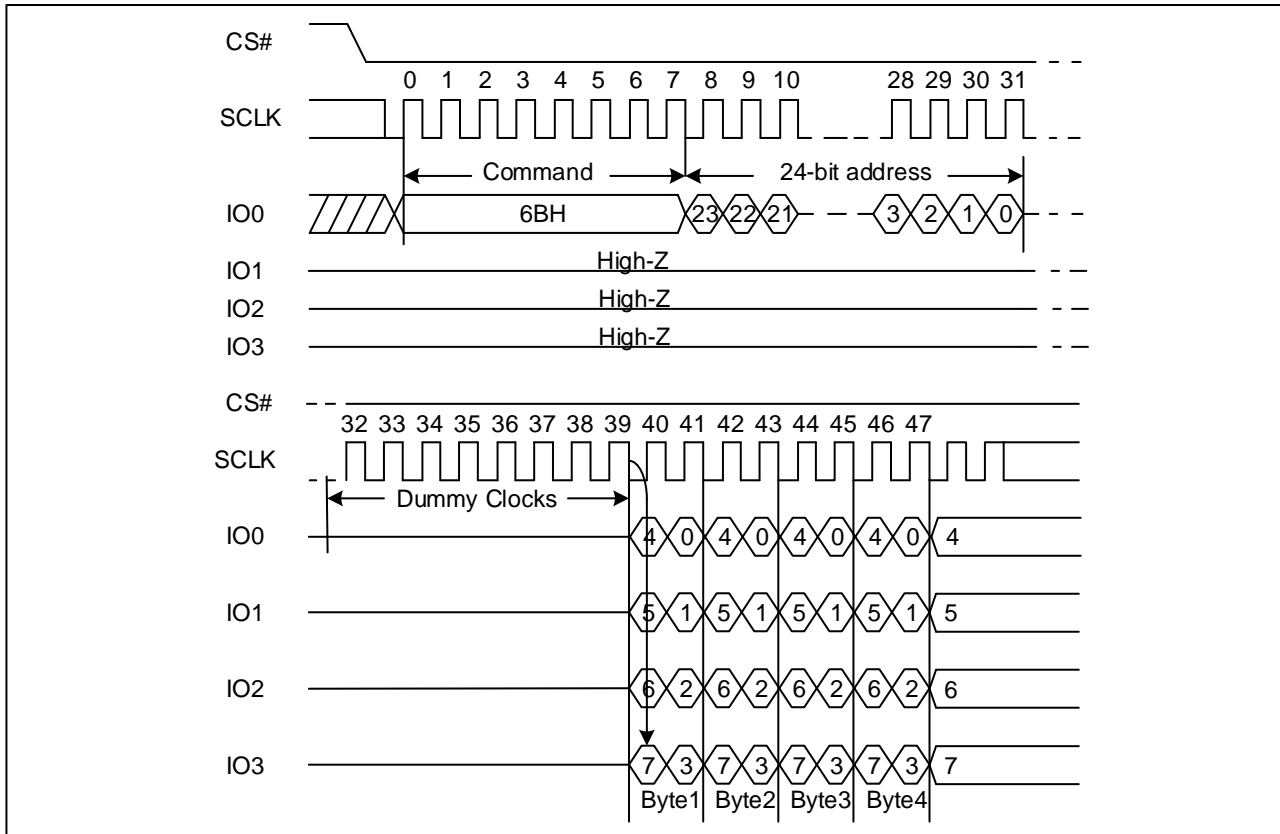 CS#
0 1 2 3 4 5 6 7 8 9 10 28 29 30 31
SCLK
Command 24-bit address
IO0 6BH 23 22 21 3 2 1 0
IO1 High-Z
IO2 High-Z
IO3 High-Z
CS#
32 33 34 35 36 37 38 39 40 41 42 43 44 45 46 47
SCLK
Dummy Clocks
IO0 4 0 4 0 4 0 4 0 4
IO1 5 1 5 1 5 1 5 1 5
IO2 6 2 6 2 6 2 6 2 6
IO3 7 3 7 3 7 3 7 3 7
Byte1 Byte2 Byte3 Byte4